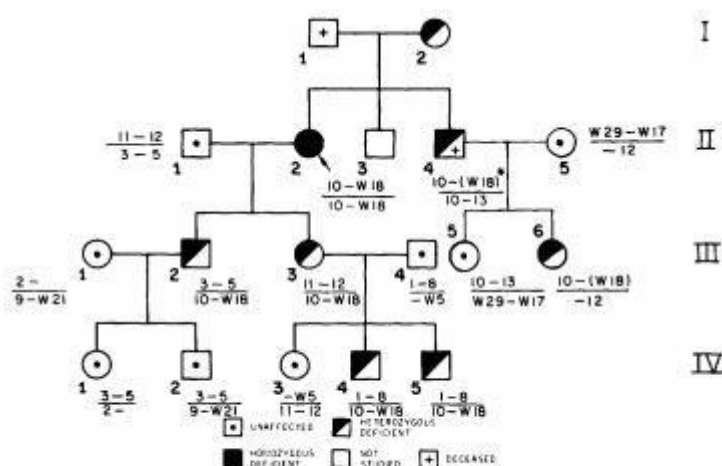 I
1 2
11-12 / 3-5
1 2 3 4 5
W29-W17 / -12
II
10-W18 / 10-W18
10-(W18)* / 10-13
5 6
1 2 3 4
III
2- / 9-W21
3-5 / 10-W18
11-12 / 10-W18
1-8 / -W5
10-13 / W29-W17
10-(W18) / -12
1 2 3 4 5
IV
3-5 / 2-
3-5 / 9-W21
-W5 / 11-12
1-8 / 10-W18
1-8 / 10-W18
UNAFFECTED
HETEROZYGOUS DEFICIENT
HOMOZYGOUS DEFICIENT
NOT STUDIED
DECEASED